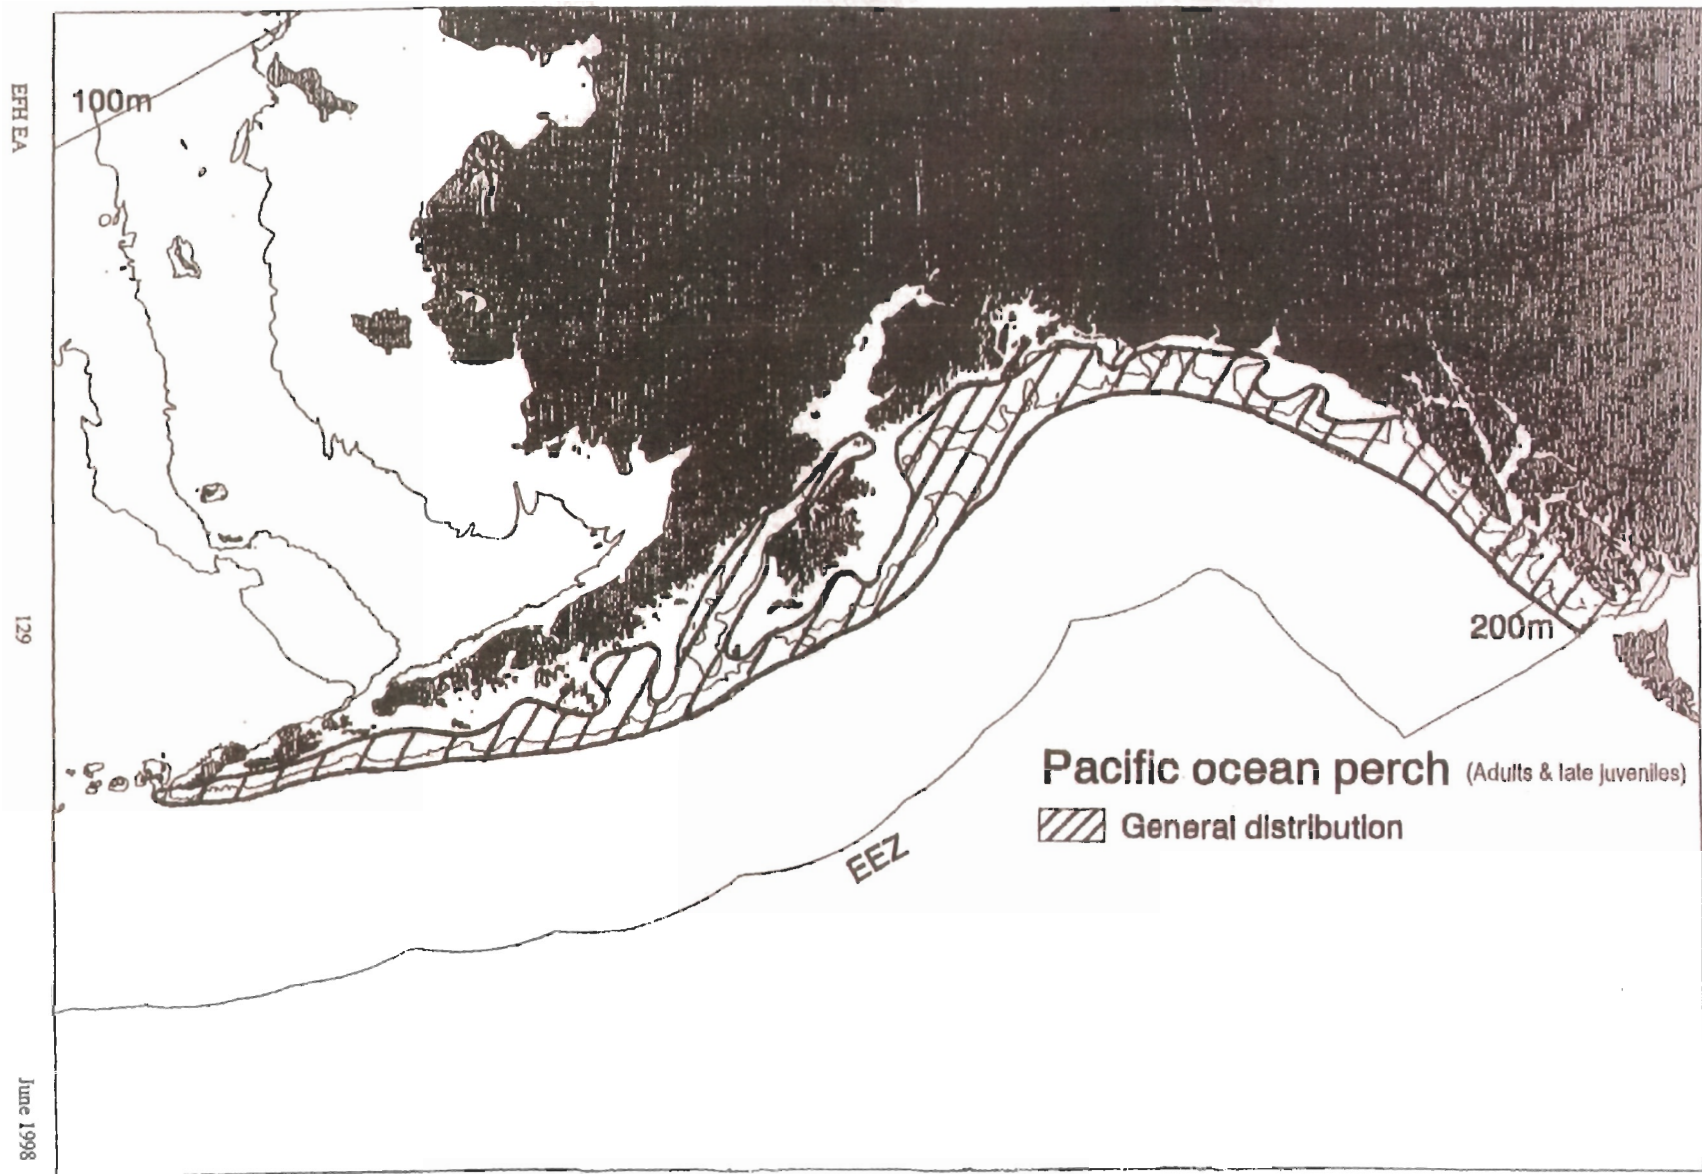 100m
200m
Pacific ocean perch (Adults & late juveniles)
General distribution
EEZ
EFH EA
129
June 1998